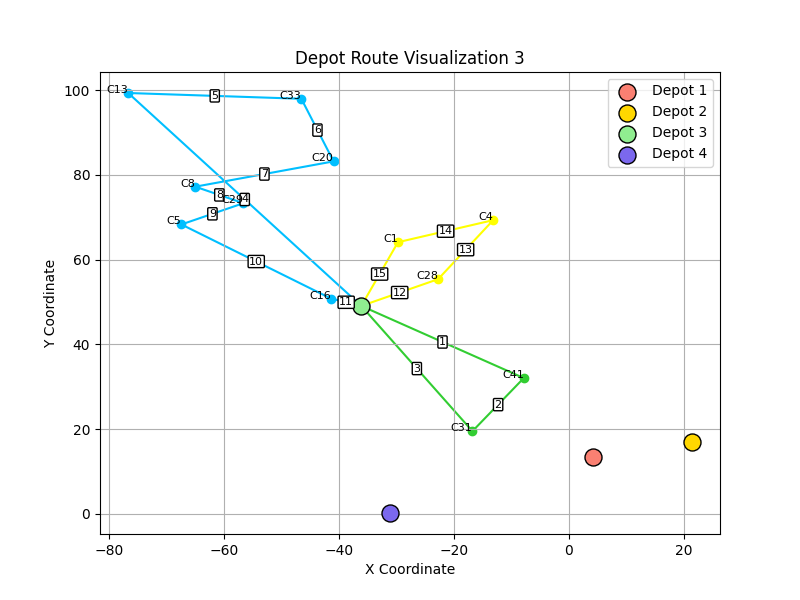 Depot Route Visualization 3
Depot 1
Depot 2
Depot 3
Depot 4
Y Coordinate
100
80
60
40
20
0
C13
5
C33
6
C20
7
C8
8
C29
4
9
C5
10
C16
11
C1
14
C4
13
15
C28
12
1
3
C41
2
C31
−80
−60
−40
−20
0
20
X Coordinate